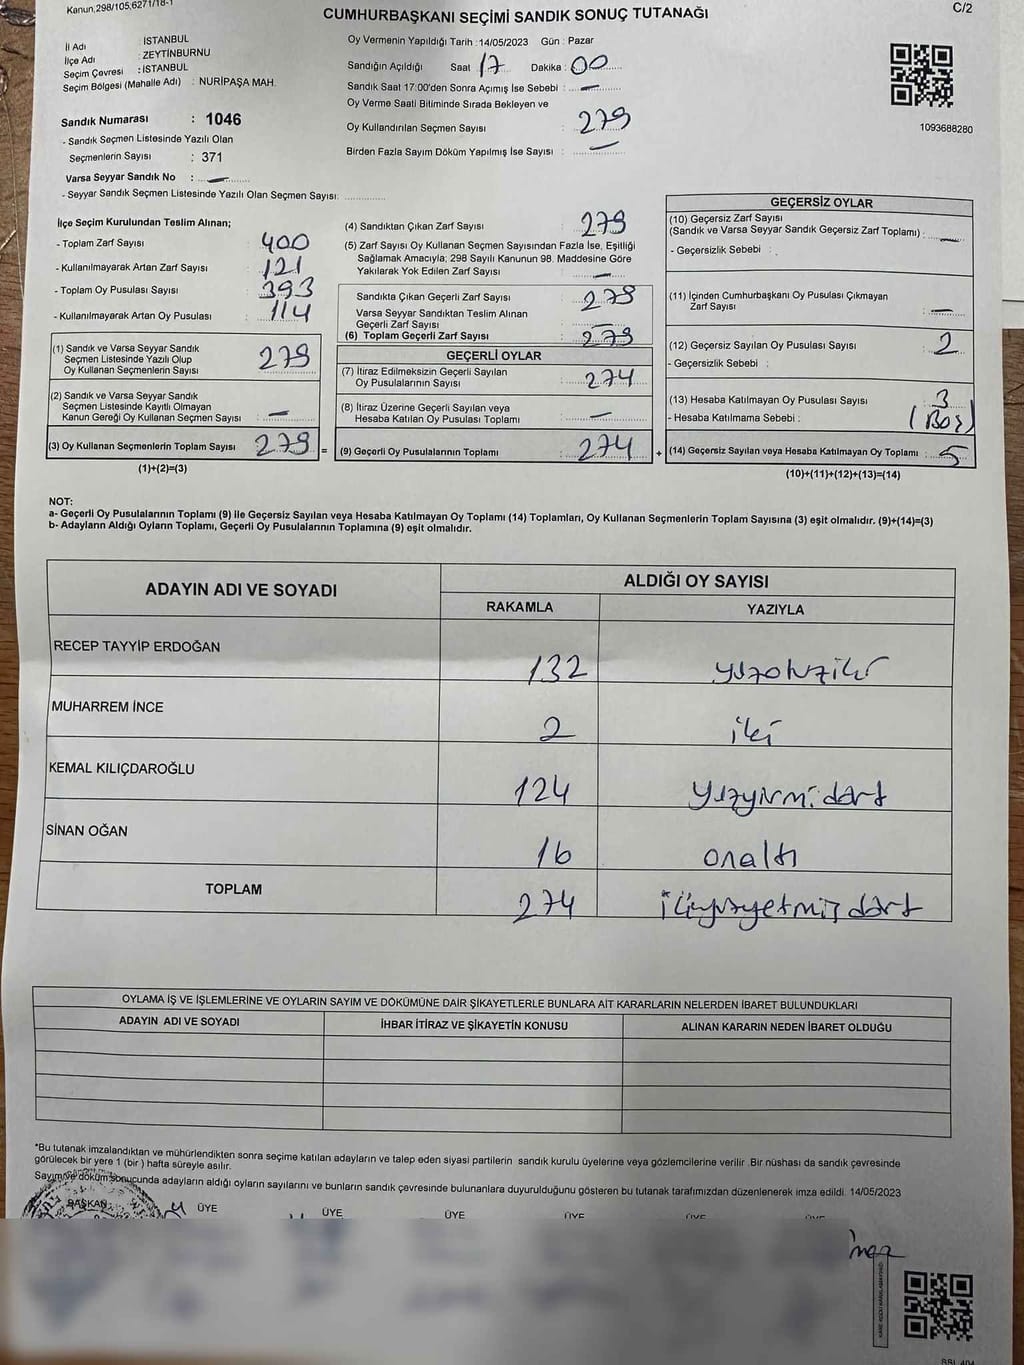 Kanun,298/105,6271/18-1
C/2
CUMHURBAŞKANI SEÇİMİ SANDIK SONUÇ TUTANAĞI
İl Adı : İSTANBUL
İlçe Adı : ZEYTİNBURNU
Seçim Çevresi : İSTANBUL
Seçim Bölgesi (Mahalle Adı) : NURİPAŞA MAH.
Oy Vermenin Yapıldığı Tarih :14/05/2023 Gün : Pazar
Sandığın Açıldığı Saat 17 Dakika : 00
Sandık Saat 17:00'den Sonra Açımış İse Sebebi : —
Oy Verme Saati Bitiminde Sırada Bekleyen ve
Oy Kullandırılan Seçmen Sayısı : 279
Birden Fazla Sayım Döküm Yapılmış İse Sayısı : —
1093688280
Sandık Numarası : 1046
- Sandık Seçmen Listesinde Yazılı Olan
Seçmenlerin Sayısı : 371
Varsa Seyyar Sandık No : —
- Seyyar Sandık Seçmen Listesinde Yazılı Olan Seçmen Sayısı:
İlçe Seçim Kurulundan Teslim Alınan;
- Toplam Zarf Sayısı : 400
- Kullanılmayarak Artan Zarf Sayısı : 121
- Toplam Oy Pusulası Sayısı : 393
- Kullanılmayarak Artan Oy Pusulası : 114
(1) Sandık ve Varsa Seyyar Sandık
Seçmen Listesinde Yazılı Olup
Oy Kullanan Seçmenlerin Sayısı : 279
(2) Sandık ve Varsa Seyyar Sandık
Seçmen Listesinde Kayıtlı Olmayan
Kanun Gereği Oy Kullanan Seçmen Sayısı : —
(3) Oy Kullanan Seçmenlerin Toplam Sayısı : 279 =
(1)+(2)=(3)
(4) Sandıktan Çıkan Zarf Sayısı : 279
(5) Zarf Sayısı Oy Kullanan Seçmen Sayısından Fazla İse, Eşitliği
Sağlamak Amacıyla; 298 Sayılı Kanunun 98. Maddesine Göre
Yakılarak Yok Edilen Zarf Sayısı : —
Sandıkta Çıkan Geçerli Zarf Sayısı : 279
Varsa Seyyar Sandıktan Teslim Alınan
Geçerli Zarf Sayısı : —
(6) Toplam Geçerli Zarf Sayısı : 279
GEÇERLİ OYLAR
(7) İtiraz Edilmeksizin Geçerli Sayılan
Oy Pusulalarının Sayısı : 274
(8) İtiraz Üzerine Geçerli Sayılan veya
Hesaba Katılan Oy Pusulası Toplamı : —
(9) Geçerli Oy Pusulalarının Toplamı : 274 +
GEÇERSİZ OYLAR
(10) Geçersiz Zarf Sayısı
(Sandık ve Varsa Seyyar Sandık Geçersiz Zarf Toplamı) : —
- Geçersizlik Sebebi :
(11) İçinden Cumhurbaşkanı Oy Pusulası Çıkmayan
Zarf Sayısı : —
(12) Geçersiz Sayılan Oy Pusulası Sayısı : 2
- Geçersizlik Sebebi :
(13) Hesaba Katılmayan Oy Pusulası Sayısı : 3
- Hesaba Katılmama Sebebi : (Boş)
(14) Geçersiz Sayılan veya Hesaba Katılmayan Oy Toplamı : 5
(10)+(11)+(12)+(13)=(14)
NOT:
a- Geçerli Oy Pusulalarının Toplamı (9) ile Geçersiz Sayılan veya Hesaba Katılmayan Oy Toplamı (14) Toplamları, Oy Kullanan Seçmenlerin Toplam Sayısına (3) eşit olmalıdır. (9)+(14)=(3)
b- Adayların Aldığı Oyların Toplamı, Geçerli Oy Pusulalarının Toplamına (9) eşit olmalıdır.
ADAYIN ADI VE SOYADI ALDIĞI OY SAYISI
RAKAMLA YAZIYLA
RECEP TAYYİP ERDOĞAN 132 yuzotuziki
MUHARREM İNCE 2 iki
KEMAL KILIÇDAROĞLU 124 yuzyirmi dört
SİNAN OĞAN 16 onaltı
TOPLAM 274 ikiyüzyetmiş dört
OYLAMA İŞ VE İŞLEMLERİNE VE OYLARIN SAYIM VE DÖKÜMÜNE DAİR ŞİKAYETLERLE BUNLARA AİT KARARLARIN NELERDEN İBARET BULUNDUKLARI
ADAYIN ADI VE SOYADI İHBAR İTİRAZ VE ŞİKAYETİN KONUSU ALINAN KARARIN NEDEN İBARET OLDUĞU
*Bu tutanak imzalandıktan ve mühürlendikten sonra seçime katılan adayların ve talep eden siyasi partilerin sandık kurulu üyelerine veya gözlemcilerine verilir .Bir nüshası da sandık çevresinde
görülecek bir yere 1 (bir ) hafta süreyle asılır.
Sayım ve döküm sonucunda adayların aldığı oyların sayılarını ve bunların sandık çevresinde bulunanlara duyurulduğunu gösteren bu tutanak tarafımızdan düzenlenerek imza edildi. 14/05/2023
BAŞKAN ÜYE ÜYE ÜYE ÜYE ÜYE ÜYE